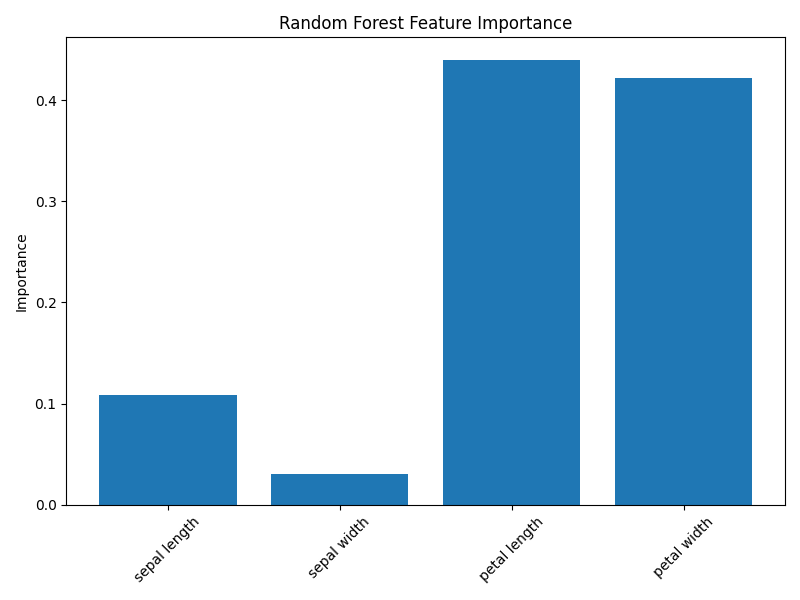 Random Forest Feature Importance
Importance
0.4
0.3
0.2
0.1
0.0
sepal length
sepal width
petal length
petal width